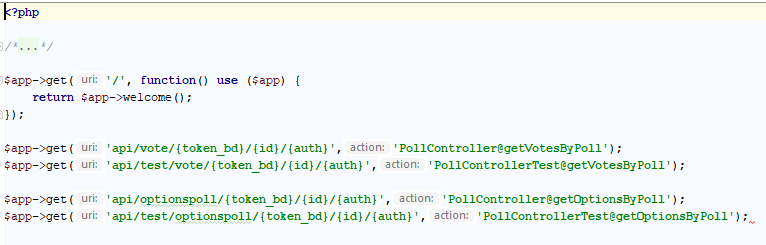 <?php
/*...*/
$app->get( uri: '/', function() use ($app) {
return $app->welcome();
});
$app->get( uri: 'api/vote/{token_bd}/{id}/{auth}', action: 'PollController@getVotesByPoll');
$app->get( uri: 'api/test/vote/{token_bd}/{id}/{auth}', action: 'PollControllerTest@getVotesByPoll');
$app->get( uri: 'api/optionspoll/{token_bd}/{id}/{auth}', action: 'PollController@getOptionsByPoll');
$app->get( uri: 'api/test/optionspoll/{token_bd}/{id}/{auth}', action: 'PollControllerTest@getOptionsByPoll');